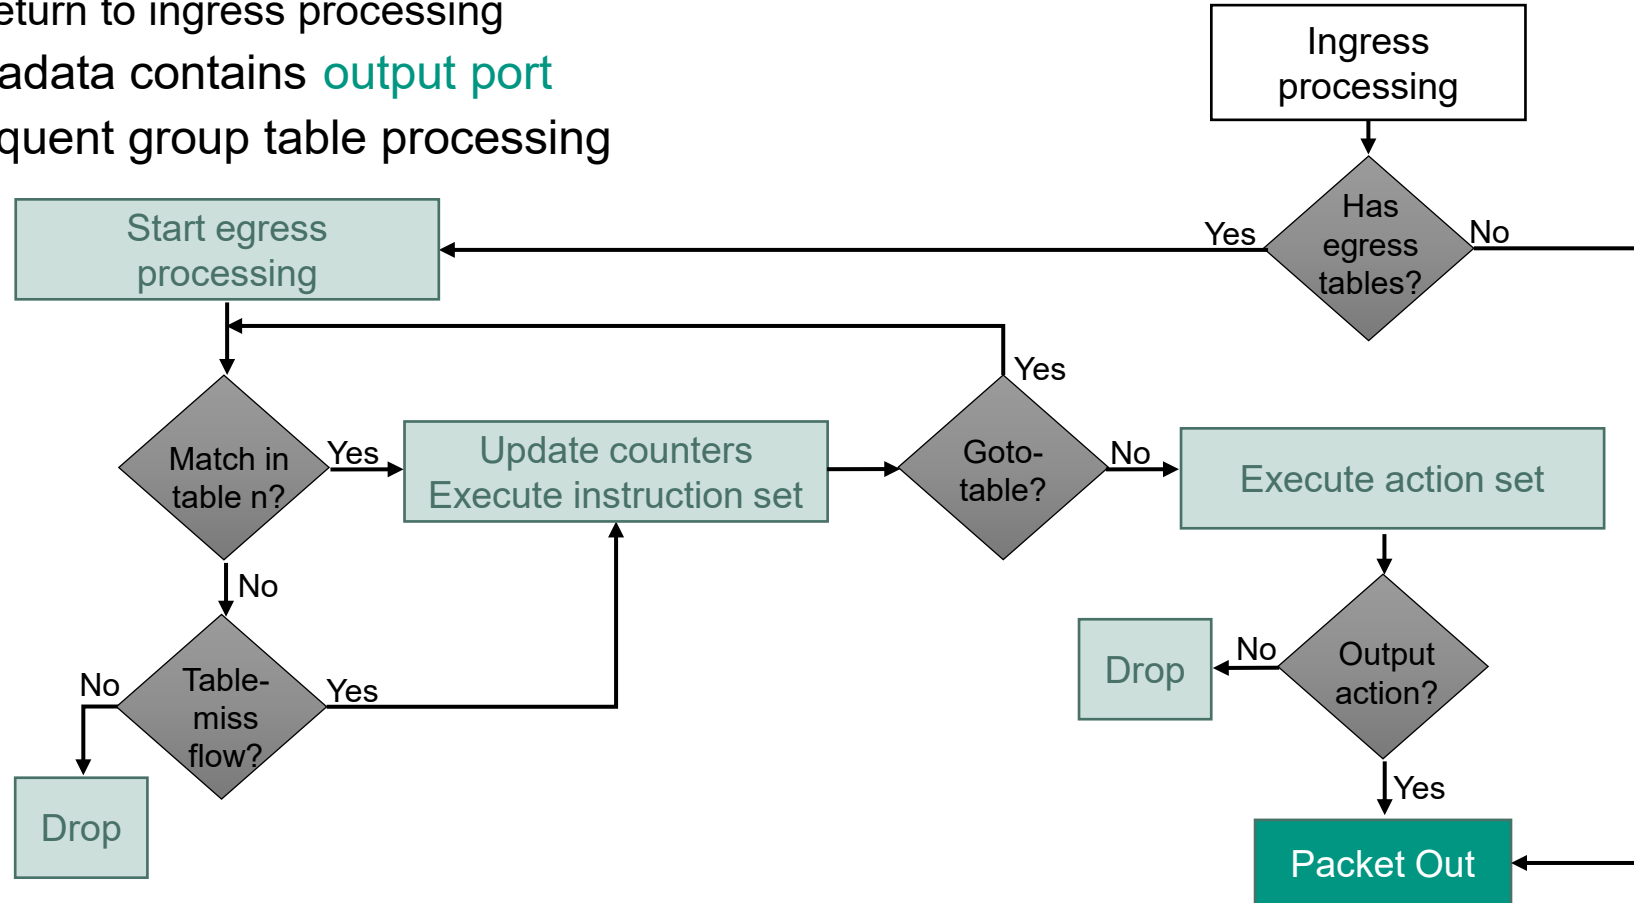 eturn to ingress processing
adata contains output port
quent group table processing
Ingress
processing
Has
egress
tables?
Yes
No
Start egress
processing
Yes
Match in
table n?
Yes
Update counters
Execute instruction set
Goto-
table?
No
Execute action set
No
Table-
miss
flow?
No
Yes
Drop
Output
action?
No
Drop
Yes
Packet Out